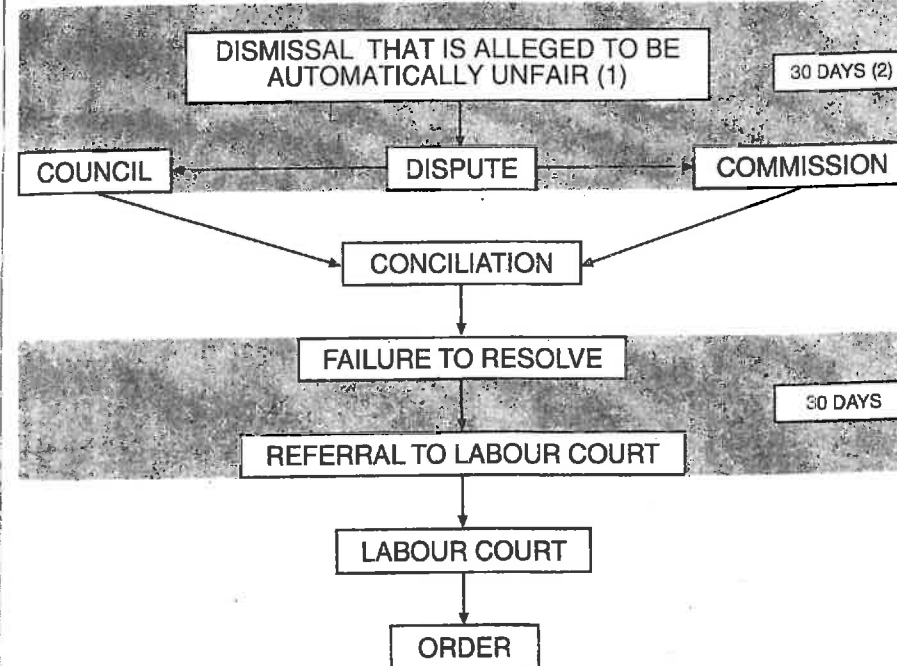 DISMISSAL THAT IS ALLEGED TO BE
AUTOMATICALLY UNFAIR (1)
30 DAYS (2)
COUNCIL
DISPUTE
COMMISSION
CONCILIATION
FAILURE TO RESOLVE
30 DAYS
REFERRAL TO LABOUR COURT
LABOUR COURT
ORDER